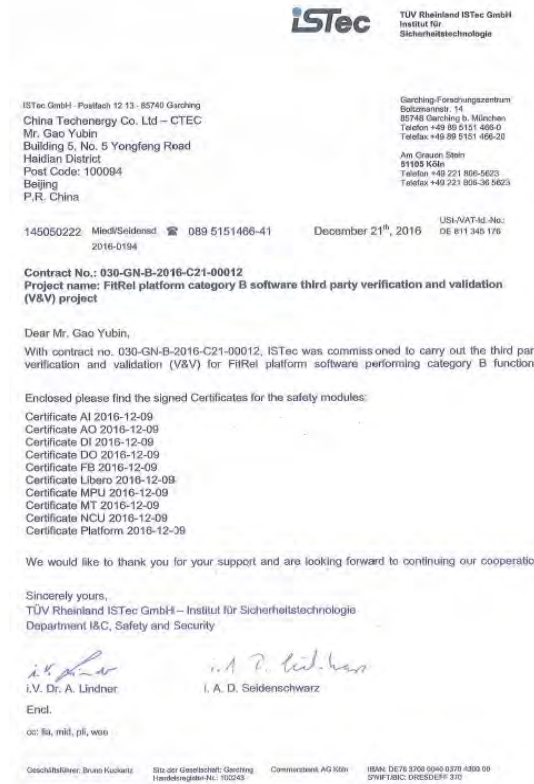 ISTec
TÜV Rheinland ISTec GmbH
Institut für
Sicherheitstechnologie
ISTec GmbH - Postfach 12 13 - 85740 Garching
China Techenergy Co. Ltd – CTEC
Mr. Gao Yubin
Building 5, No. 5 Yongfeng Road
Haidian District
Post Code: 100094
Beijing
P.R. China
Garching-Forschungszentrum
Boltzmannstr. 14
85748 Garching b. München
Telefon +49 89 5151 466-0
Telefax +49 89 5151 466-20
Am Grauen Stein
51105 Köln
Telefon +49 221 806-5623
Telefax +49 221 806-36 5623
USt-/VAT-Id.-No.:
145050222 Miedl/Seidensd ☎ 089 5151466-41 December 21th, 2016 DE 811 345 176
2016-0194
Contract No.: 030-GN-B-2016-C21-00012
Project name: FitRel platform category B software third party verification and validation
(V&V) project
Dear Mr. Gao Yubin,
With contract no. 030-GN-B-2016-C21-00012, ISTec was commissioned to carry out the third par
verification and validation (V&V) for FitRel platform software performing category B function
Enclosed please find the signed Certificates for the safety modules:
Certificate AI 2016-12-09
Certificate AO 2016-12-09
Certificate DI 2016-12-09
Certificate DO 2016-12-09
Certificate FB 2016-12-09
Certificate Libero 2016-12-09
Certificate MPU 2016-12-09
Certificate MT 2016-12-09
Certificate NCU 2016-12-09
Certificate Platform 2016-12-09
We would like to thank you for your support and are looking forward to continuing our cooperatio
Sincerely yours,
TÜV Rheinland ISTec GmbH – Institut für Sicherheitstechnologie
Department I&C, Safety and Security
i.V. Dr. A. Lindner i. A. D. Seidenschwarz
Encl.
cc: lia, mid, pli, woo
Geschäftsführer: Bruno Kuckartz
Sitz der Gesellschaft: Garching
Handelsregister-Nr.: 100243
Commerzbank AG Köln
IBAN: DE76 3708 0040 0370 4300 00
SWIFT/BIC: DRESDEFF 370